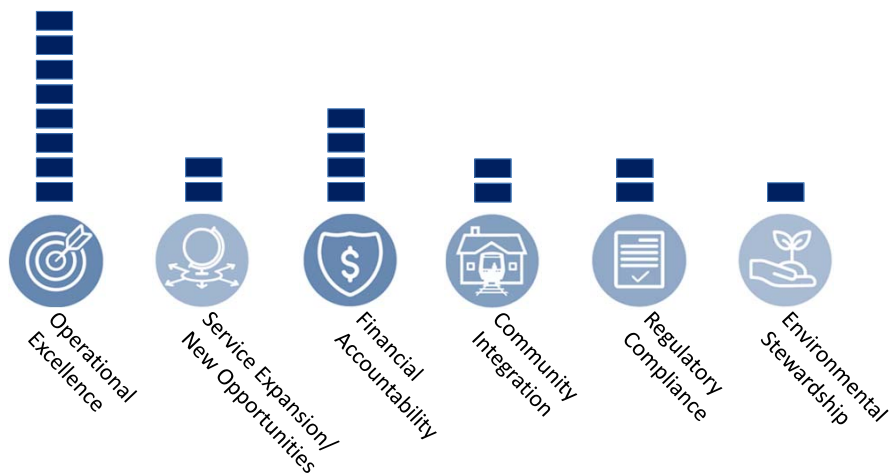 Operational
Excellence
Service Expansion/
New Opportunities
$
Financial
Accountability
Community
Integration
Regulatory
Compliance
Environmental
Stewardship